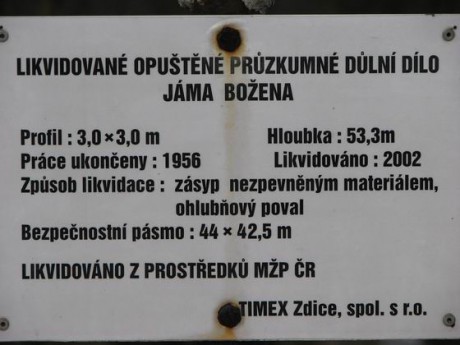 LIKVIDOVANÉ OPUŠTĚNÉ PRŮZKUMNÉ DŮLNÍ DÍLO
JÁMA BOŽENA
Profil : 3,0 × 3,0 m Hloubka : 53,3m
Práce ukončeny : 1956 Likvidováno : 2002
Způsob likvidace : zásyp nezpevněným materiálem,
ohlubňový poval
Bezpečnostní pásmo : 44 × 42,5 m
LIKVIDOVÁNO Z PROSTŘEDKŮ MŽP ČR
TIMEX Zdice, spol. s r.o.